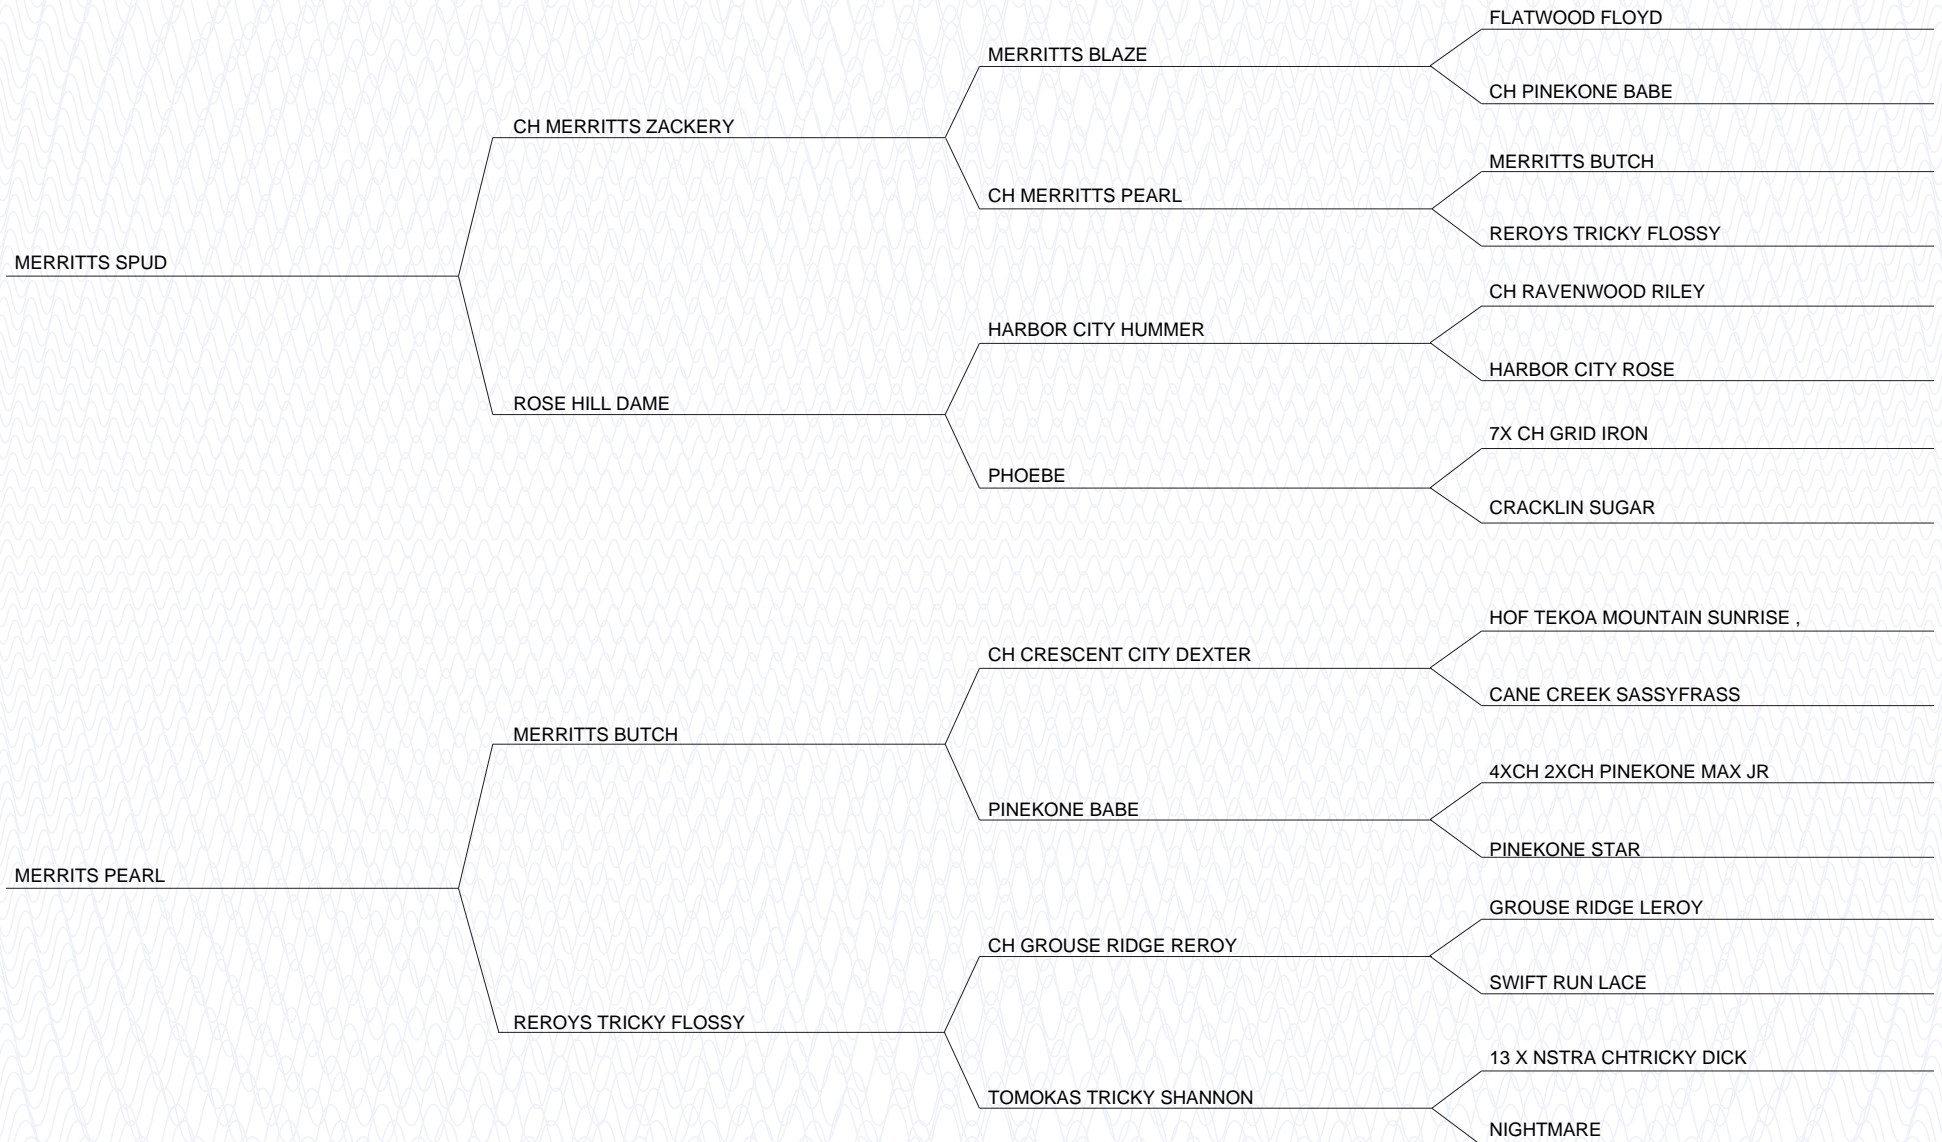 FLATWOOD FLOYD
MERRITTS BLAZE
CH PINEKONE BABE
CH MERRITTS ZACKERY
MERRITTS BUTCH
CH MERRITTS PEARL
REROYS TRICKY FLOSSY
MERRITTS SPUD
CH RAVENWOOD RILEY
HARBOR CITY HUMMER
HARBOR CITY ROSE
ROSE HILL DAME
7X CH GRID IRON
PHOEBE
CRACKLIN SUGAR
HOF TEKOA MOUNTAIN SUNRISE ,
CH CRESCENT CITY DEXTER
CANE CREEK SASSYFRASS
MERRITTS BUTCH
4XCH 2XCH PINEKONE MAX JR
PINEKONE BABE
PINEKONE STAR
MERRITS PEARL
GROUSE RIDGE LEROY
CH GROUSE RIDGE REROY
SWIFT RUN LACE
REROYS TRICKY FLOSSY
13 X NSTRA CHTRICKY DICK
TOMOKAS TRICKY SHANNON
NIGHTMARE